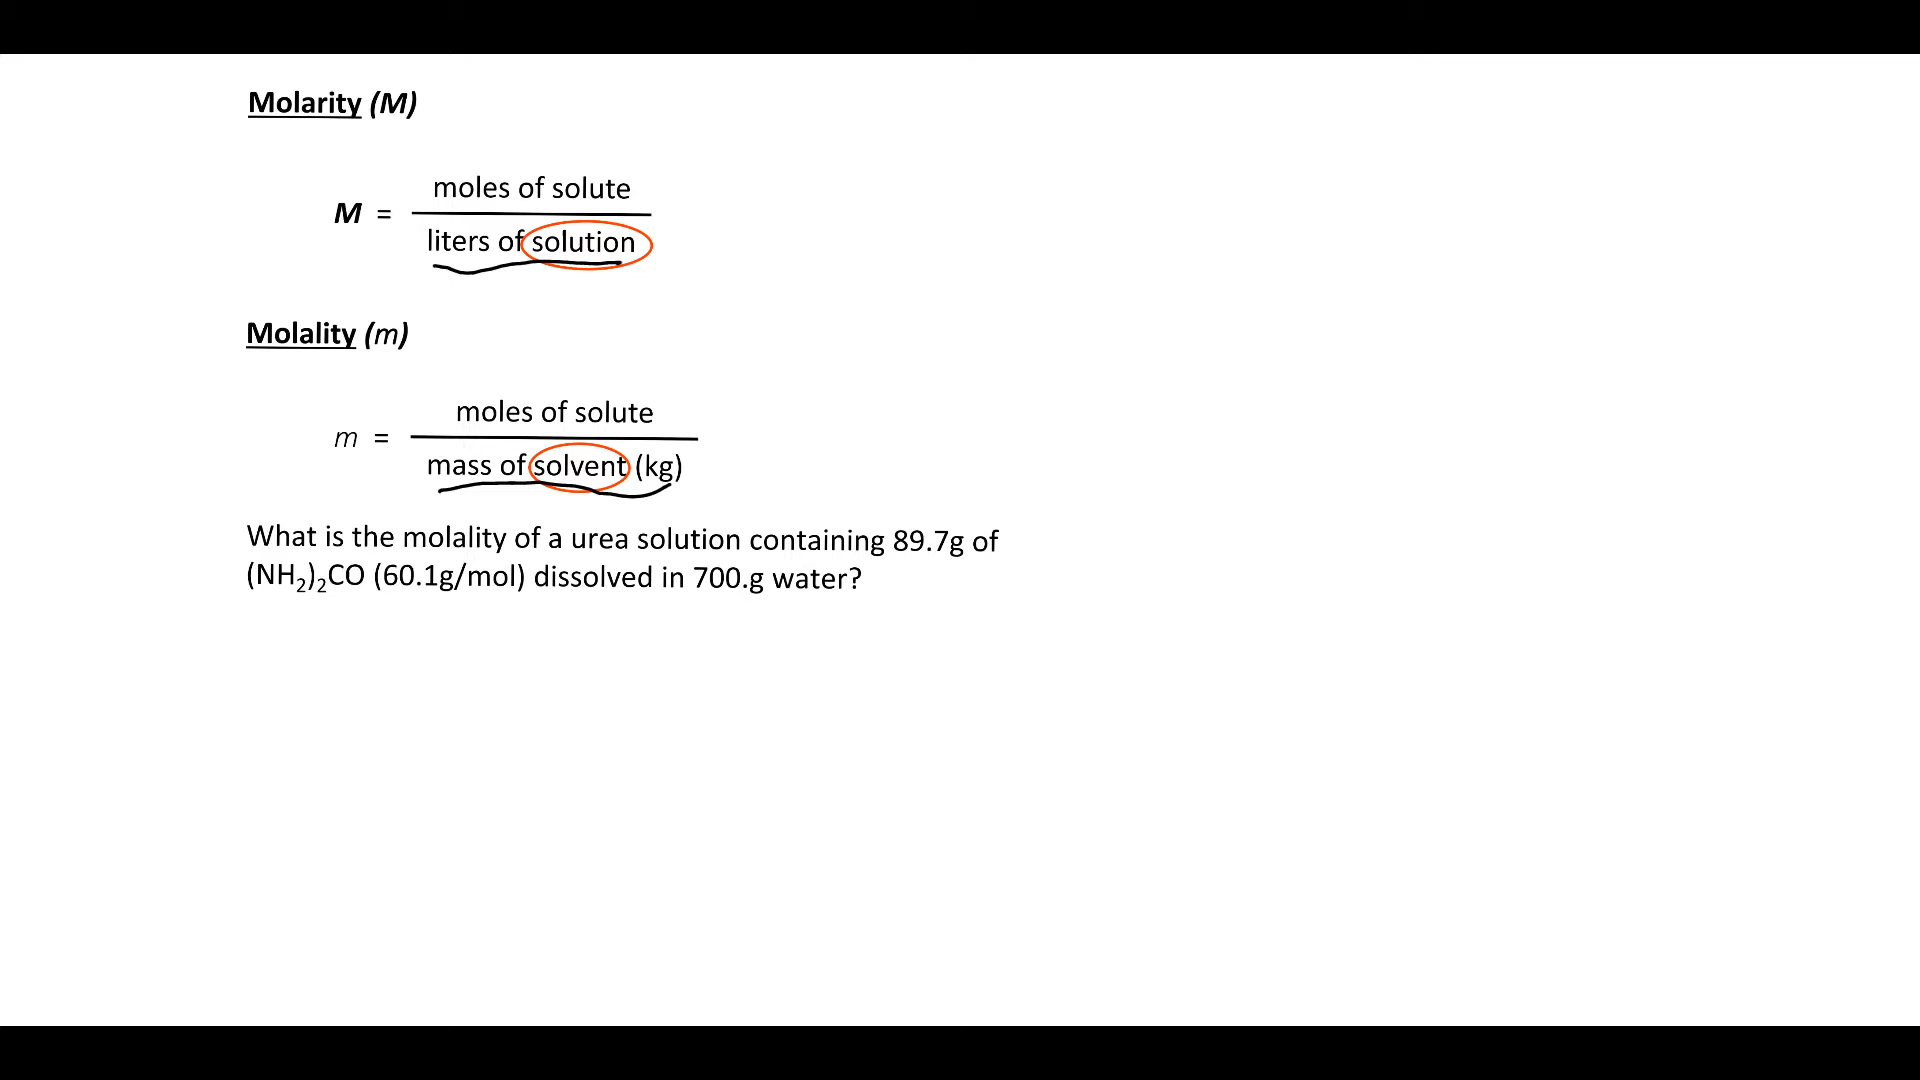 Molarity (M)
moles of solute
M =
liters of solution
Molality (m)
moles of solute
m =
mass of solvent (kg)
What is the molality of a urea solution containing 89.7g of
(NH₂)₂CO (60.1g/mol) dissolved in 700.g water?